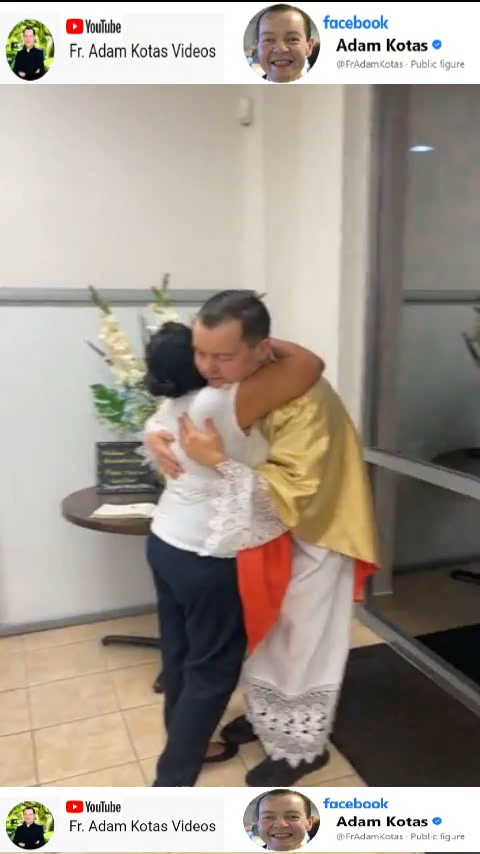 YouTube
Fr. Adam Kotas Videos
facebook
Adam Kotas
@FrAdamKotas · Public figure
YouTube
Fr. Adam Kotas Videos
facebook
Adam Kotas
@FrAdamKotas · Public figure